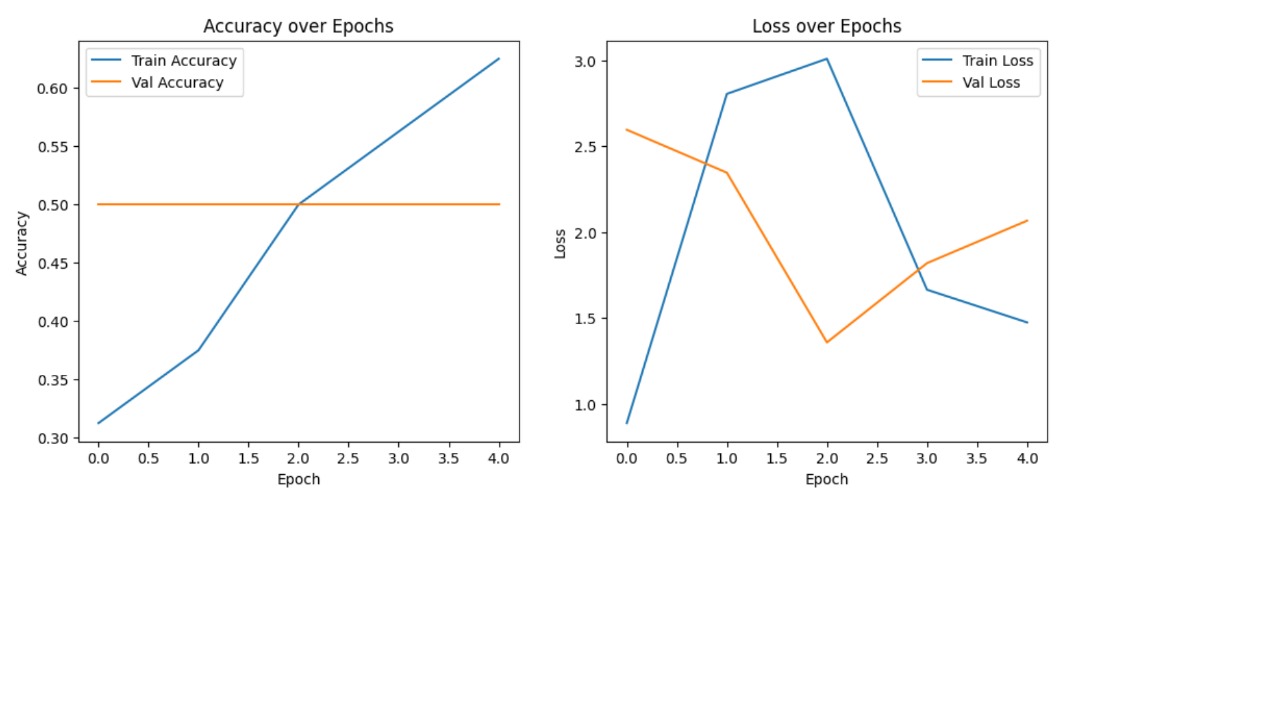 Accuracy over Epochs
Train Accuracy
Val Accuracy
0.60
0.55
0.50
0.45
0.40
0.35
0.30
Accuracy
0.0 0.5 1.0 1.5 2.0 2.5 3.0 3.5 4.0
Epoch
Loss over Epochs
Train Loss
Val Loss
3.0
2.5
2.0
1.5
1.0
Loss
0.0 0.5 1.0 1.5 2.0 2.5 3.0 3.5 4.0
Epoch